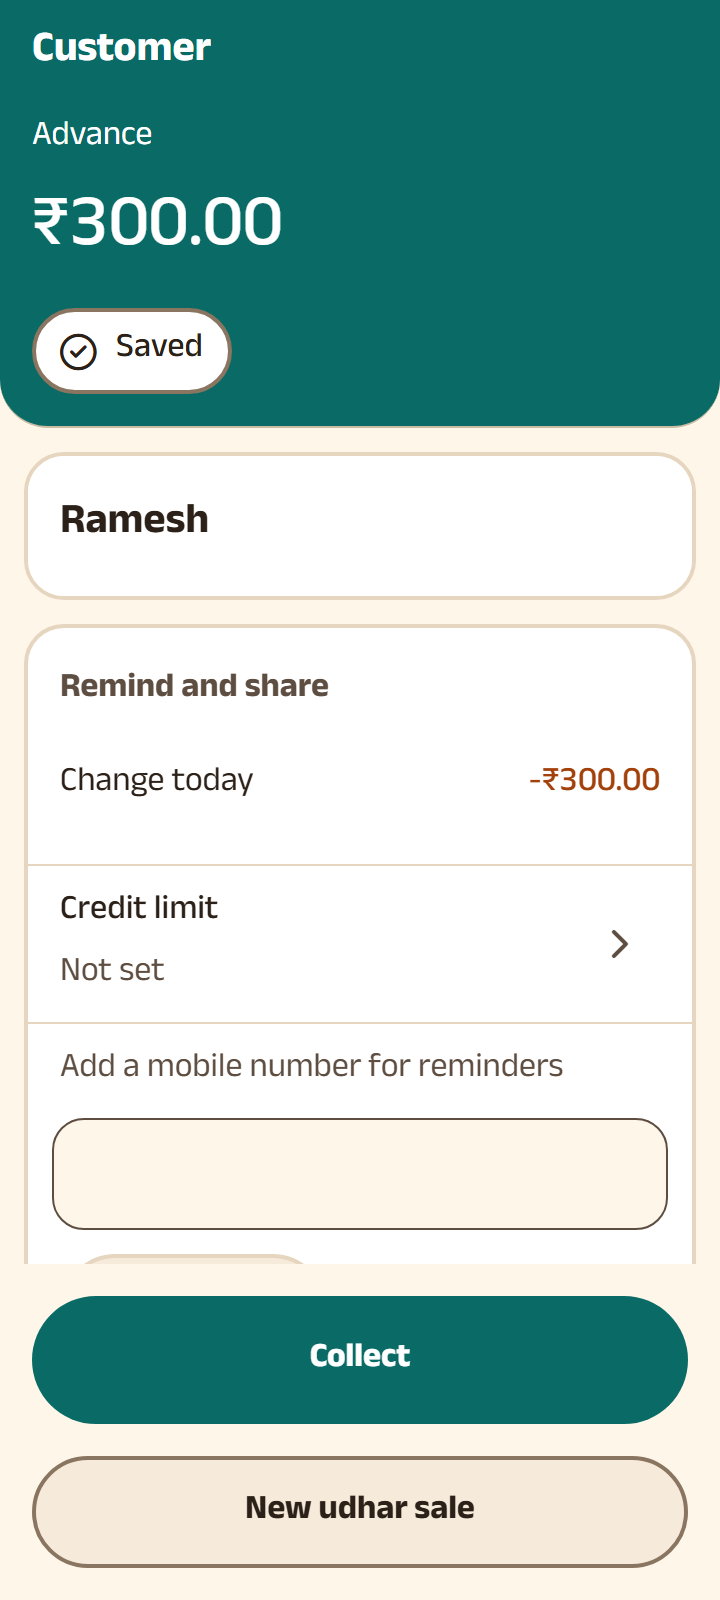 Customer
Advance
₹300.00
Saved
Ramesh
Remind and share
Change today -₹300.00
Credit limit
Not set
Add a mobile number for reminders
Collect
New udhar sale